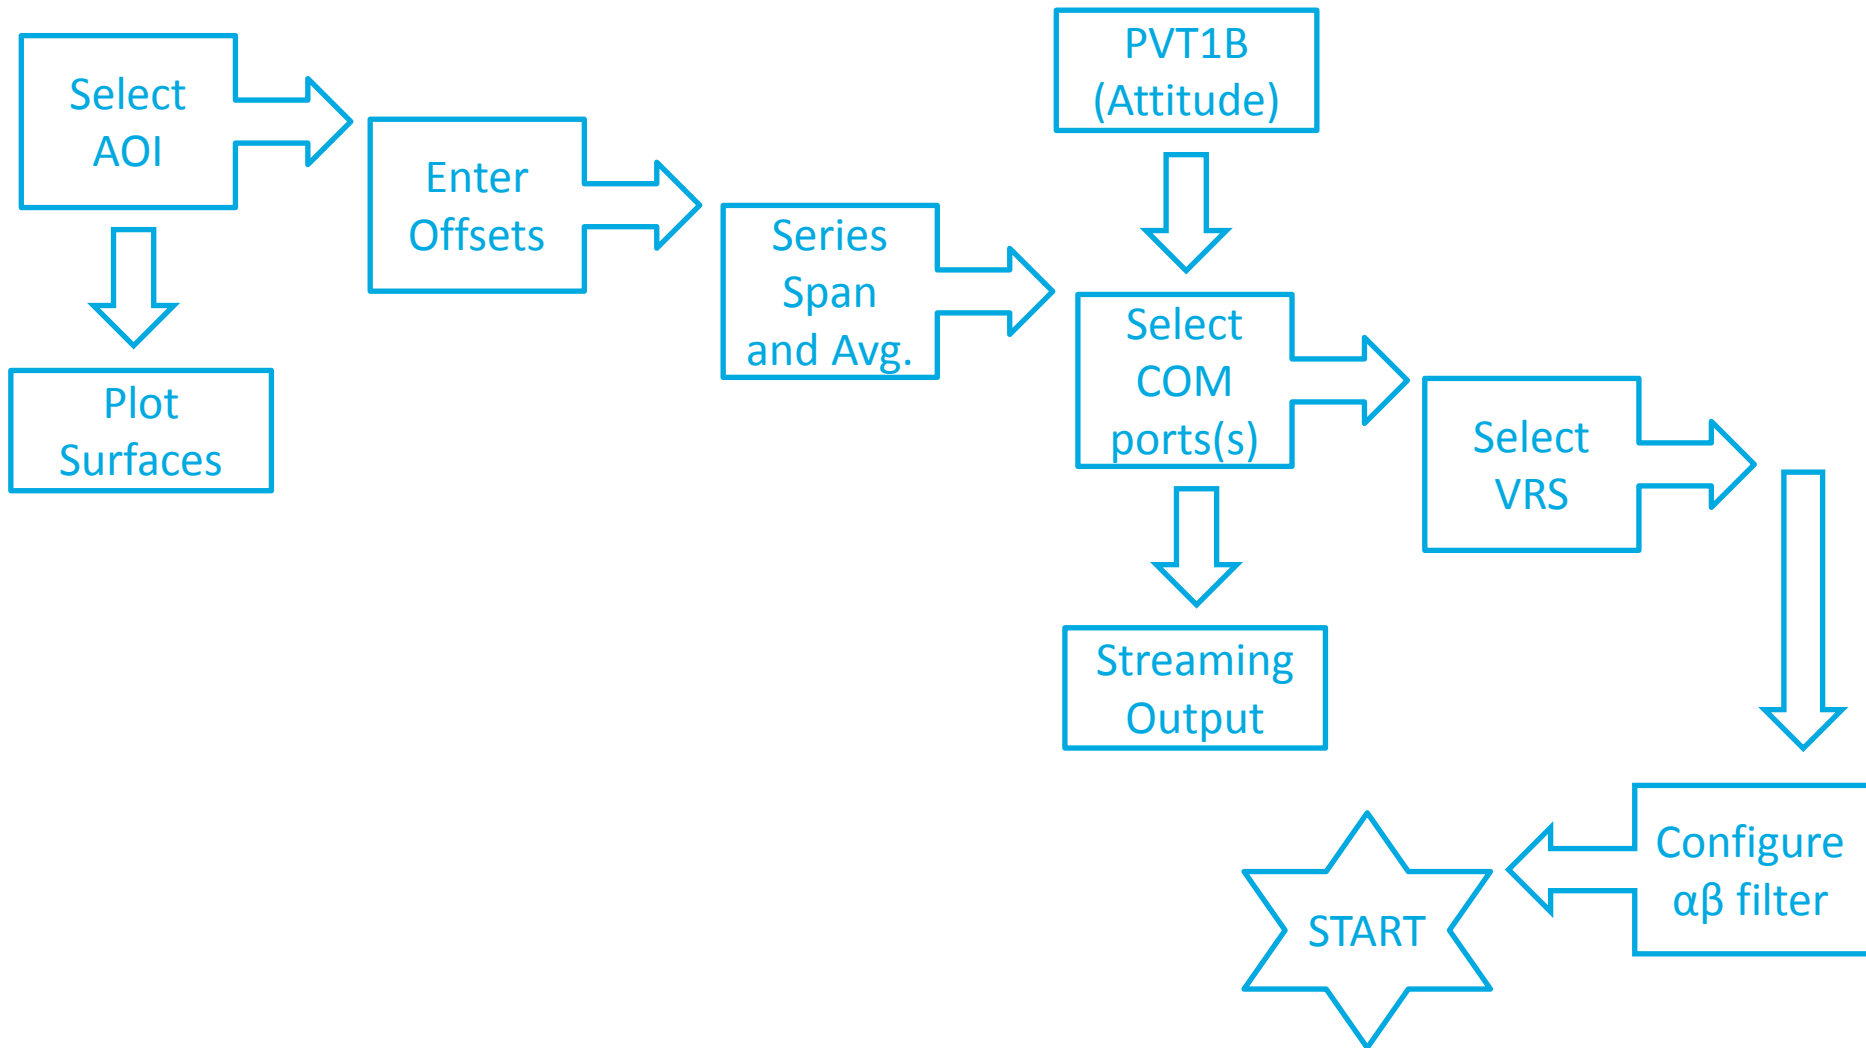 Select
AOI
Plot
Surfaces
Enter
Offsets
Series
Span
and Avg.
PVT1B
(Attitude)
Select
COM
ports(s)
Streaming
Output
Select
VRS
Configure
αβ filter
START